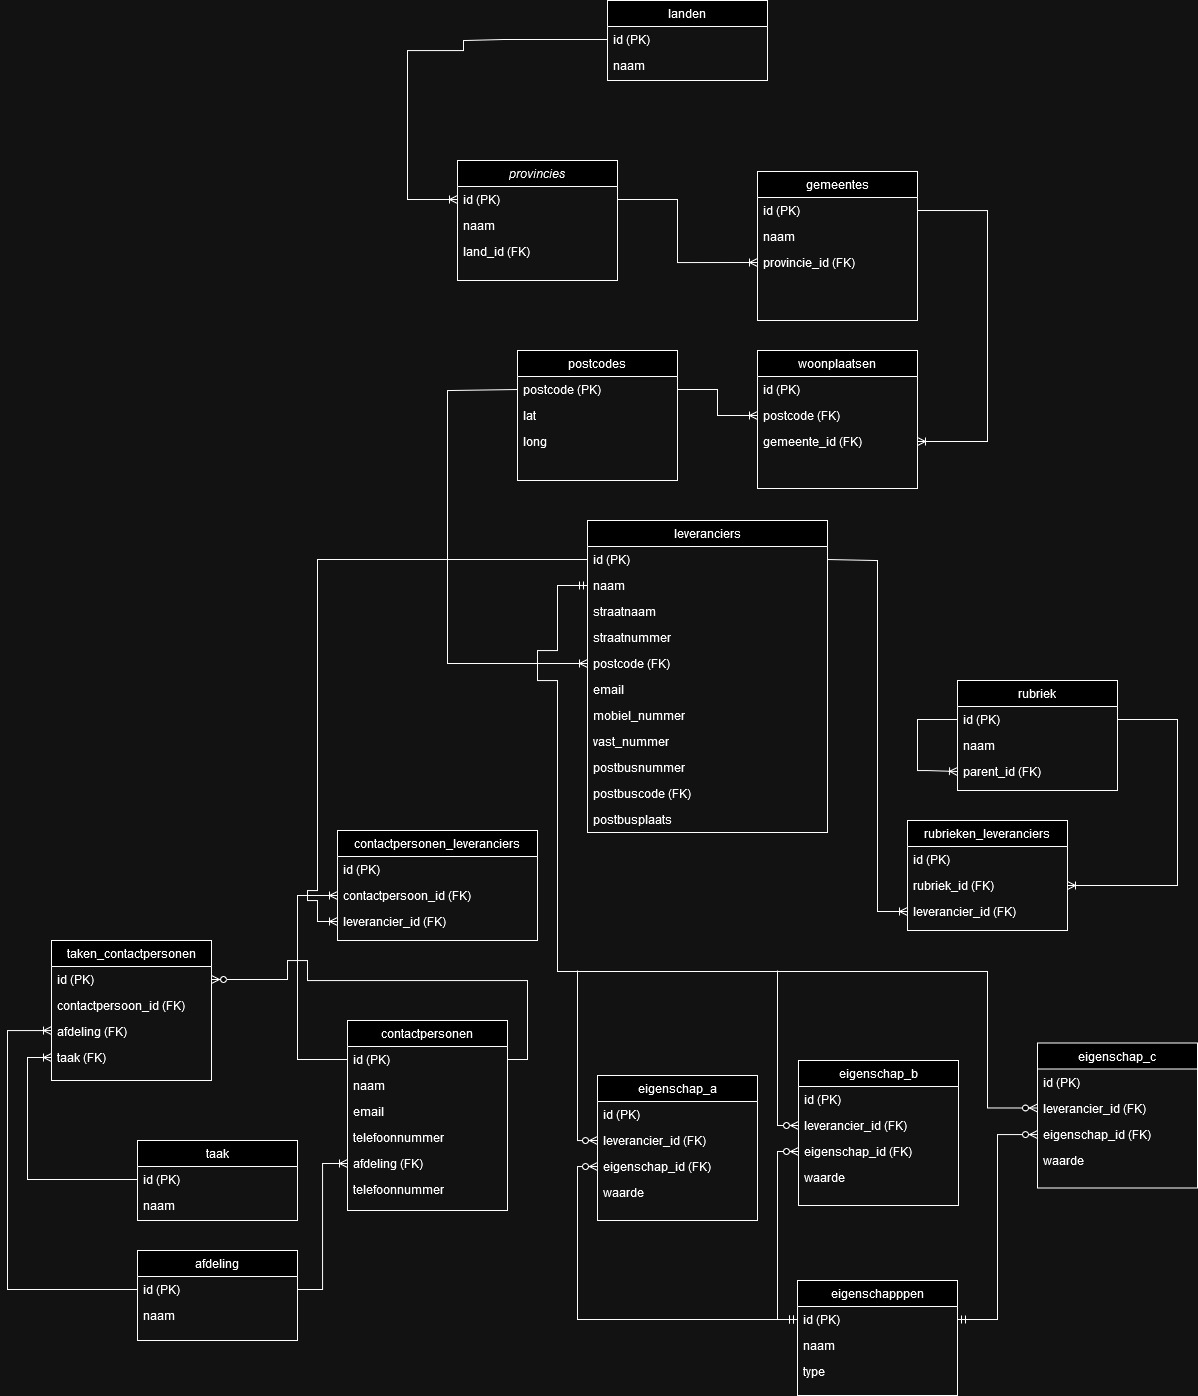 landen
id (PK)
naam
provincies
id (PK)
naam
land_id (FK)
gemeentes
id (PK)
naam
provincie_id (FK)
postcodes
postcode (PK)
lat
long
woonplaatsen
id (PK)
postcode (FK)
gemeente_id (FK)
leveranciers
id (PK)
naam
straatnaam
straatnummer
postcode (FK)
email
mobiel_nummer
vast_nummer
postbusnummer
postbuscode (FK)
postbusplaats
rubriek
id (PK)
naam
parent_id (FK)
rubrieken_leveranciers
id (PK)
rubriek_id (FK)
leverancier_id (FK)
contactpersonen_leveranciers
id (PK)
contactpersoon_id (FK)
leverancier_id (FK)
taken_contactpersonen
id (PK)
contactpersoon_id (FK)
afdeling (FK)
taak (FK)
contactpersonen
id (PK)
naam
email
telefoonnummer
afdeling (FK)
telefoonnummer
taak
id (PK)
naam
afdeling
id (PK)
naam
eigenschap_a
id (PK)
leverancier_id (FK)
eigenschap_id (FK)
waarde
eigenschap_b
id (PK)
leverancier_id (FK)
eigenschap_id (FK)
waarde
eigenschap_c
id (PK)
leverancier_id (FK)
eigenschap_id (FK)
waarde
eigenschapppen
id (PK)
naam
type